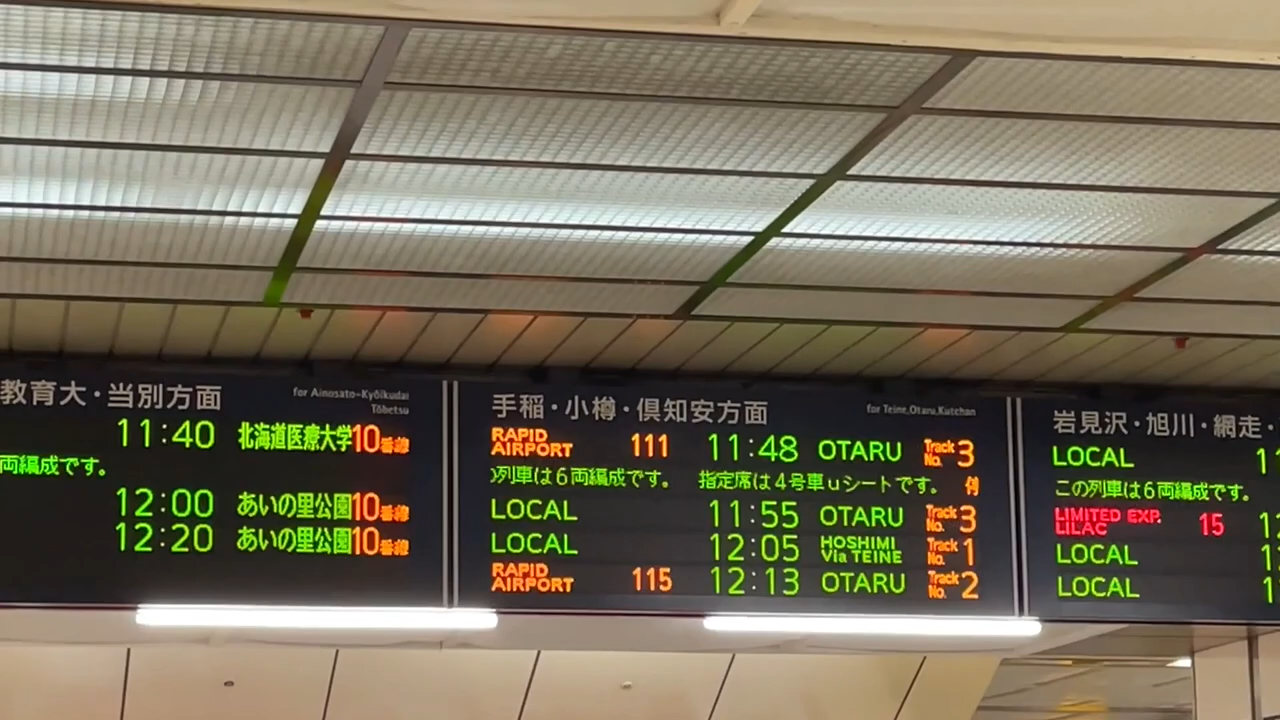 教育大・当別方面 for Ainosato-Kyōikudai Tōbetsu
11:40 北海道医療大学 10番線
両編成です。
12:00 あいの里公園 10番線
12:20 あいの里公園 10番線
手稲・小樽・倶知安方面 for Teine,Otaru,Kutchan
RAPID AIRPORT 111 11:48 OTARU Track No. 3
列車は6両編成です。 指定席は4号車uシートです。
LOCAL 11:55 OTARU Track No. 3
LOCAL 12:05 HOSHIMI Via TEINE Track No. 1
RAPID AIRPORT 115 12:13 OTARU Track No. 2
岩見沢・旭川・網走・
LOCAL
この列車は6両編成です。
LIMITED EXP. LILAC 15
LOCAL
LOCAL